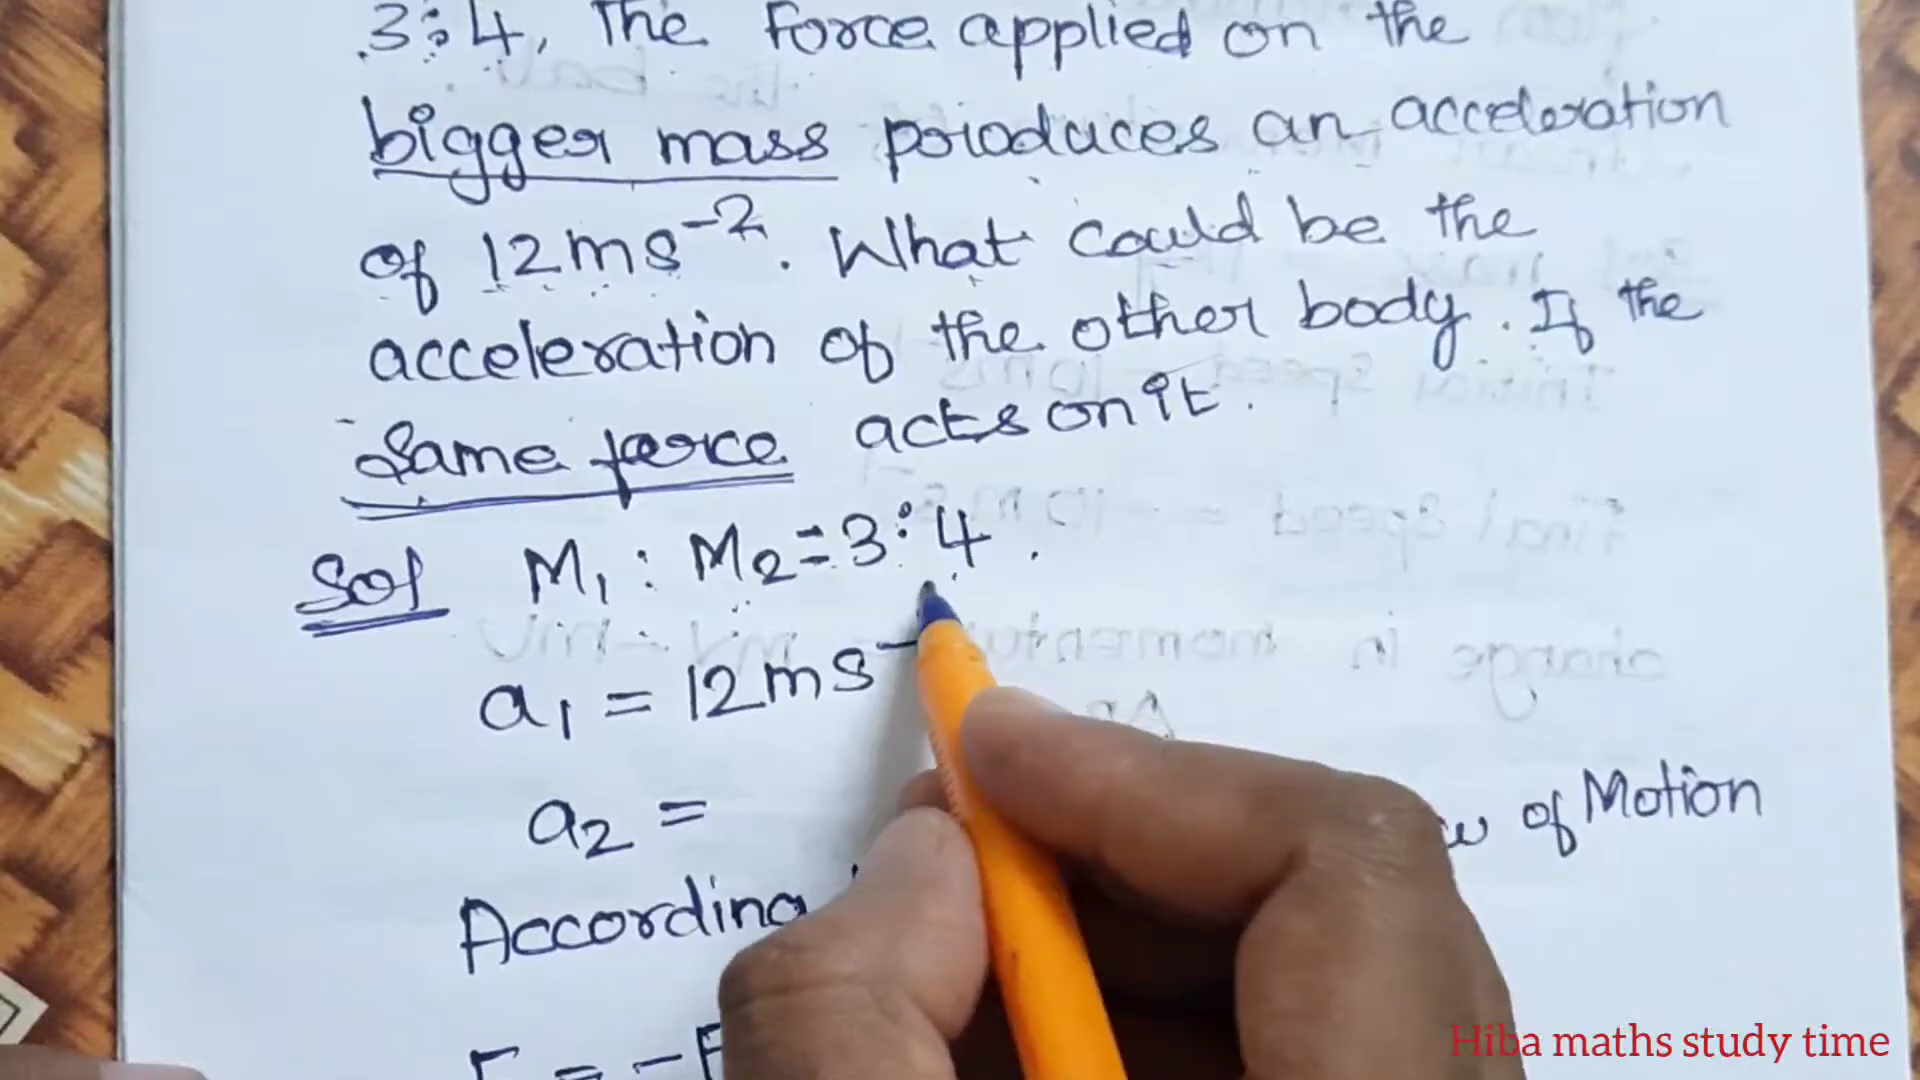 3:4, The Force applied on the
bigger mass produces an acceleration
of 12ms⁻². What could be the
acceleration of the other body. If the
Same force acts on it.
Sol M₁ : M₂ = 3:4.
a₁ = 12ms⁻
a₂ =
According of Motion
= -F
Hiba maths study time